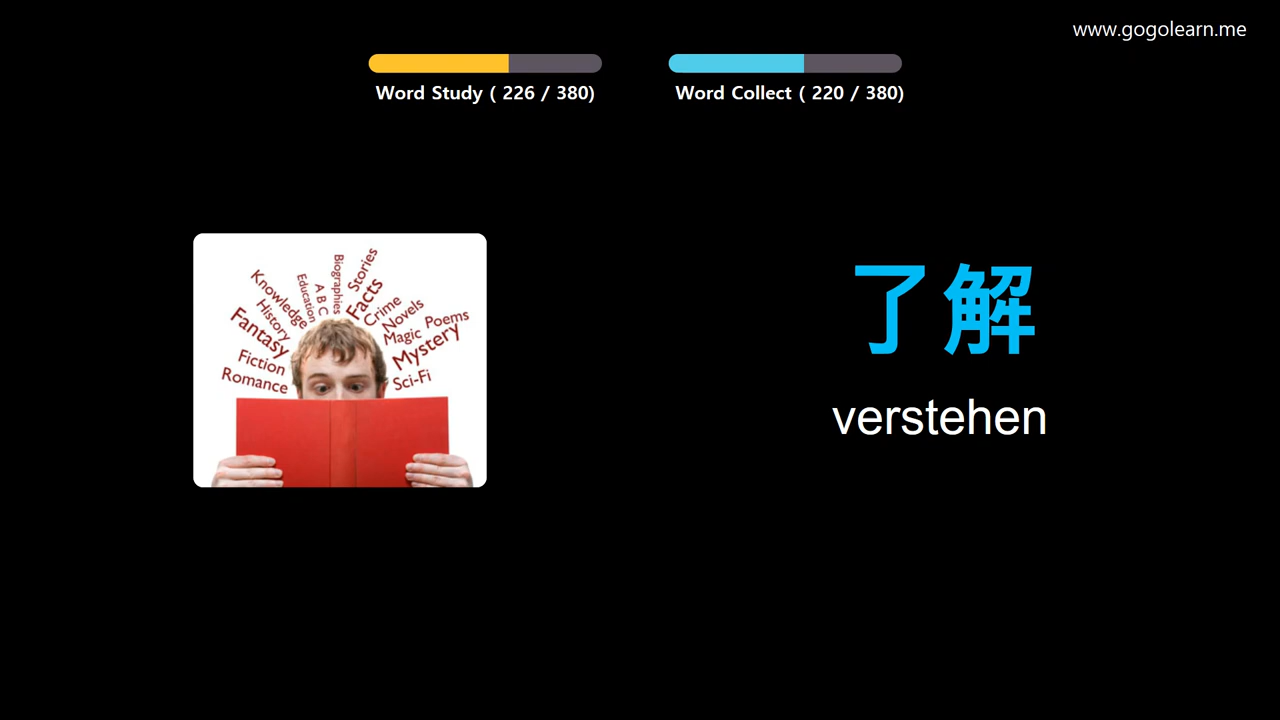 www.gogolearn.me
Word Study ( 226 / 380)
Word Collect ( 220 / 380)
Stories
Biographies
Facts
A B C
Education
Knowledge
Crime
History
Novels
Fantasy
Magic
Poems
Mystery
Fiction
Romance
Sci-Fi
了解
verstehen